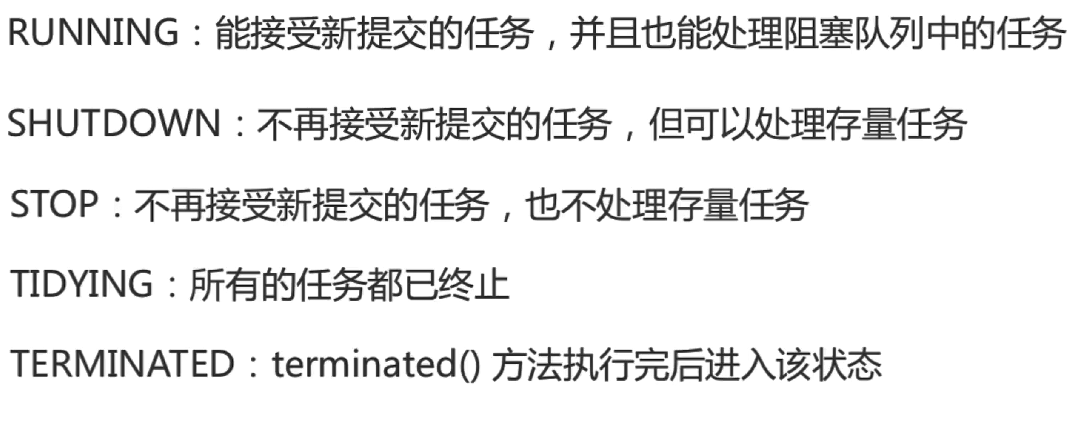 RUNNING：能接受新提交的任务，并且也能处理阻塞队列中的任务
SHUTDOWN：不再接受新提交的任务，但可以处理存量任务
STOP：不再接受新提交的任务，也不处理存量任务
TIDYING：所有的任务都已终止
TERMINATED：terminated() 方法执行完后进入该状态